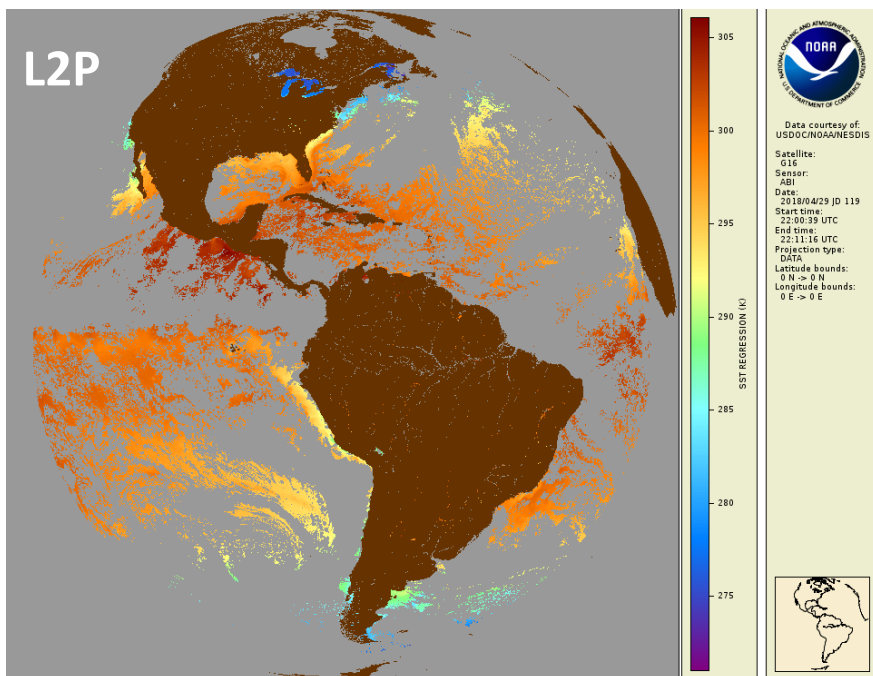 L2P
305
300
295
290
285
280
275
SST REGRESSION (K)
NATIONAL OCEANIC AND ATMOSPHERIC ADMINISTRATION
NOAA
U.S. DEPARTMENT OF COMMERCE
Data courtesy of:
USDOC/NOAA/NESDIS
Satellite:
G16
Sensor:
ABI
Date:
2018/04/29 JD 119
Start time:
22:00:39 UTC
End time:
22:11:16 UTC
Projection type:
DATA
Latitude bounds:
0 N -> 0 N
Longitude bounds:
0 E -> 0 E